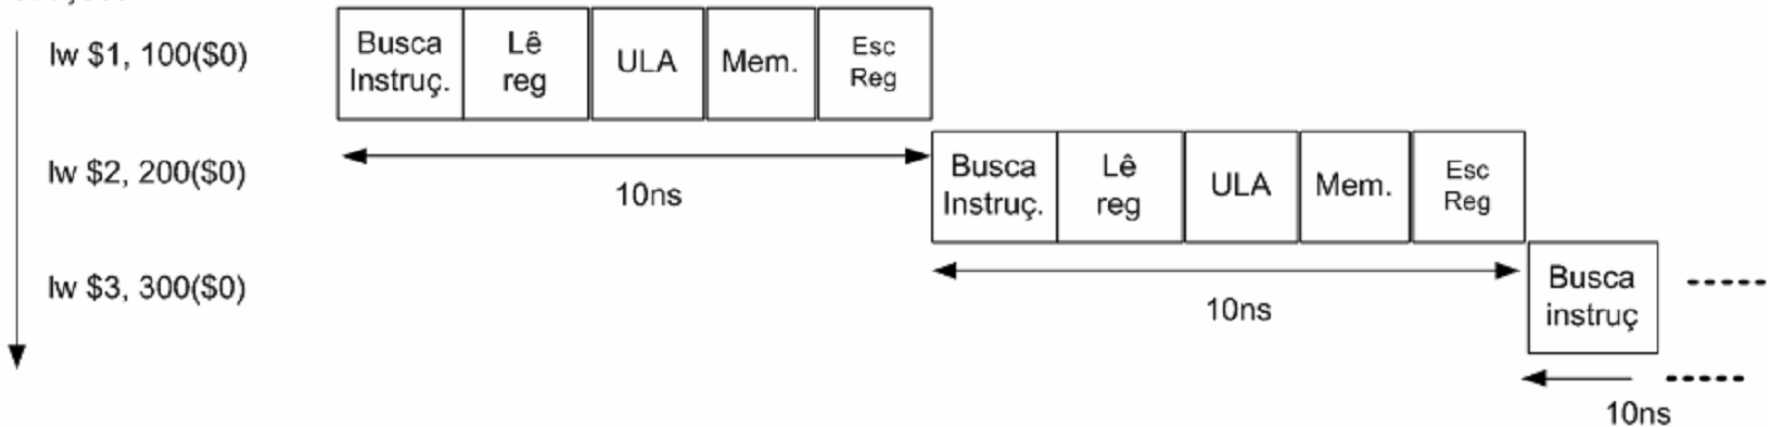 lw $1, 100($0)
Busca
Instruç.
Lê
reg
ULA
Mem.
Esc
Reg
10ns
lw $2, 200($0)
Busca
Instruç.
Lê
reg
ULA
Mem.
Esc
Reg
10ns
lw $3, 300($0)
Busca
instruç
10ns